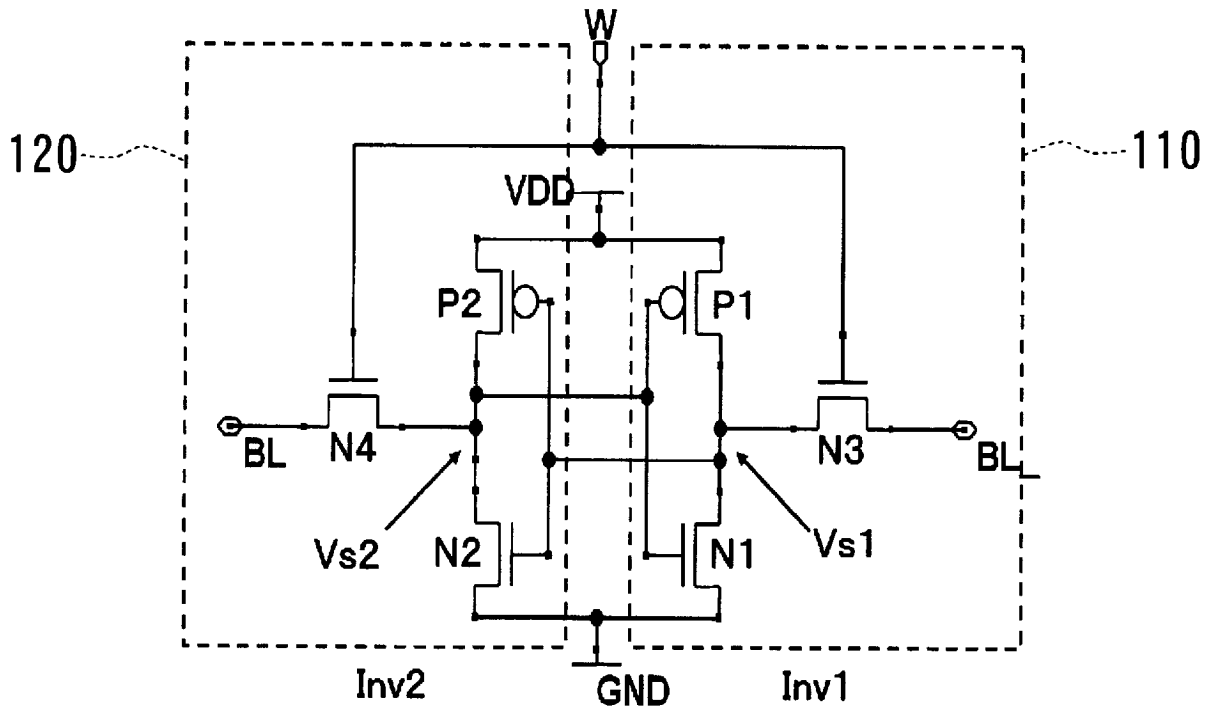 W
120
110
VDD
P2
P1
BL
N4
N3
BL_
Vs2
N2
N1
Vs1
Inv2
GND
Inv1